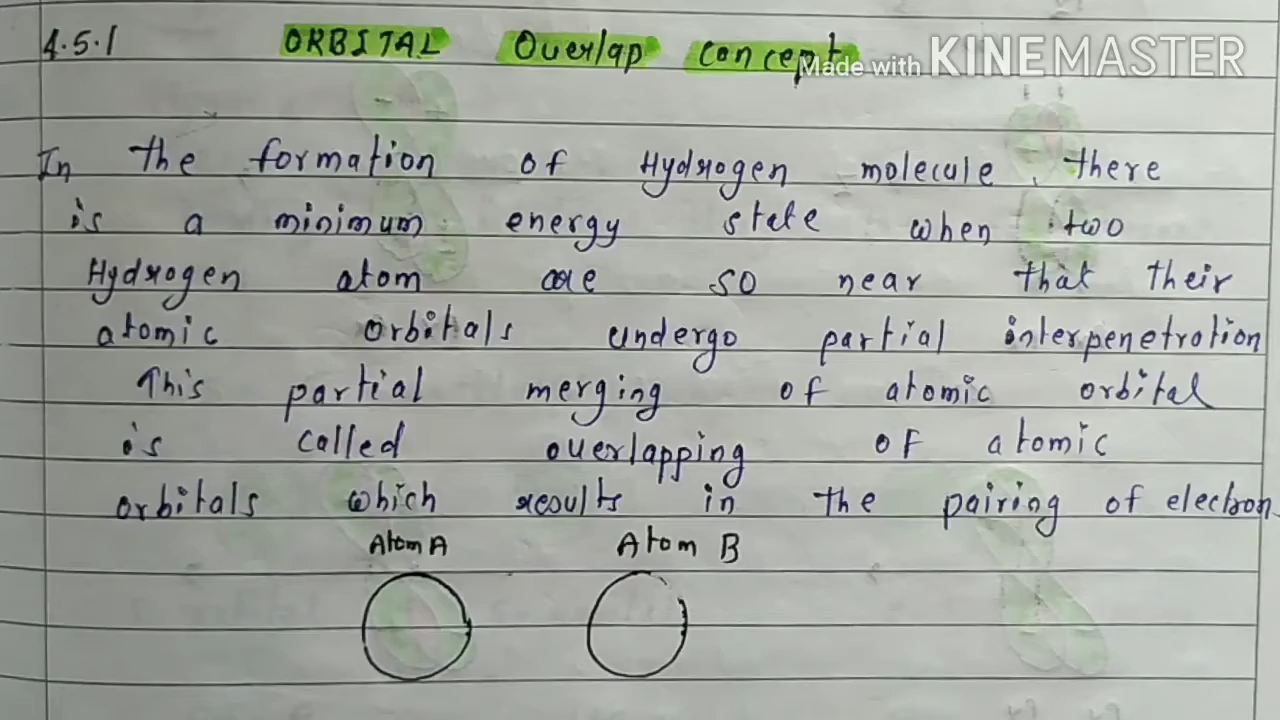 4.5.1 ORBITAL Overlap concept
Made with KINEMASTER
In the formation of Hydrogen molecule, there
is a minimum energy state when two
Hydrogen atom are so near that their
atomic orbitals undergo partial interpenetration
This partial merging of atomic orbital
is called overlapping of atomic
orbitals which results in the pairing of electron.
Atom A Atom B